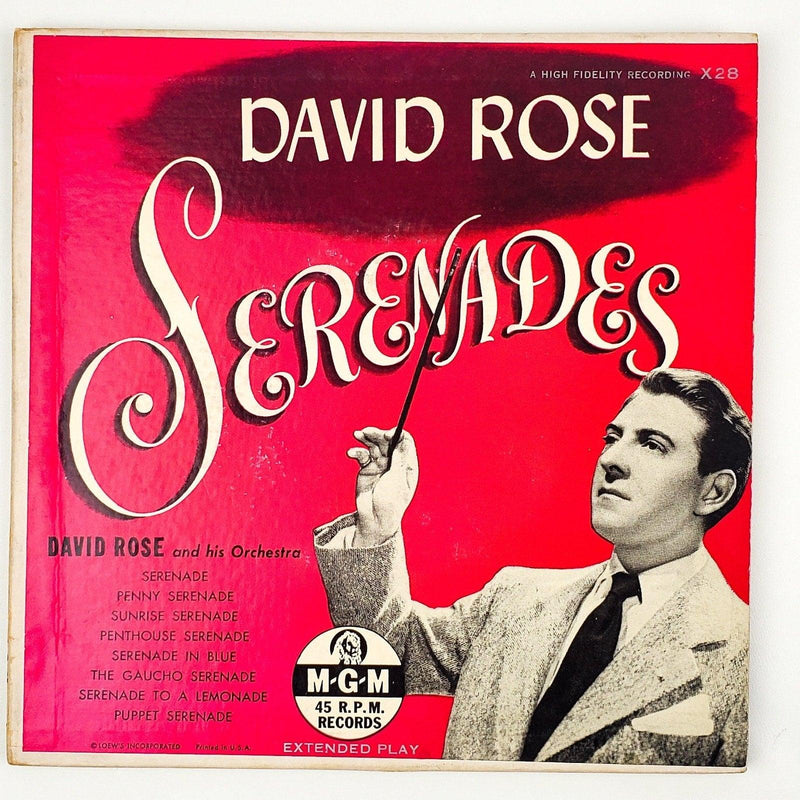 A HIGH FIDELITY RECORDING X28
DAVID ROSE
SERENADES
DAVID ROSE and his Orchestra
SERENADE
PENNY SERENADE
SUNRISE SERENADE
PENTHOUSE SERENADE
SERENADE IN BLUE
THE GAUCHO SERENADE
SERENADE TO A LEMONADE
PUPPET SERENADE
M-G-M
45 R.P.M.
RECORDS
© LOEW'S INCORPORATED Printed in U.S.A.
EXTENDED PLAY